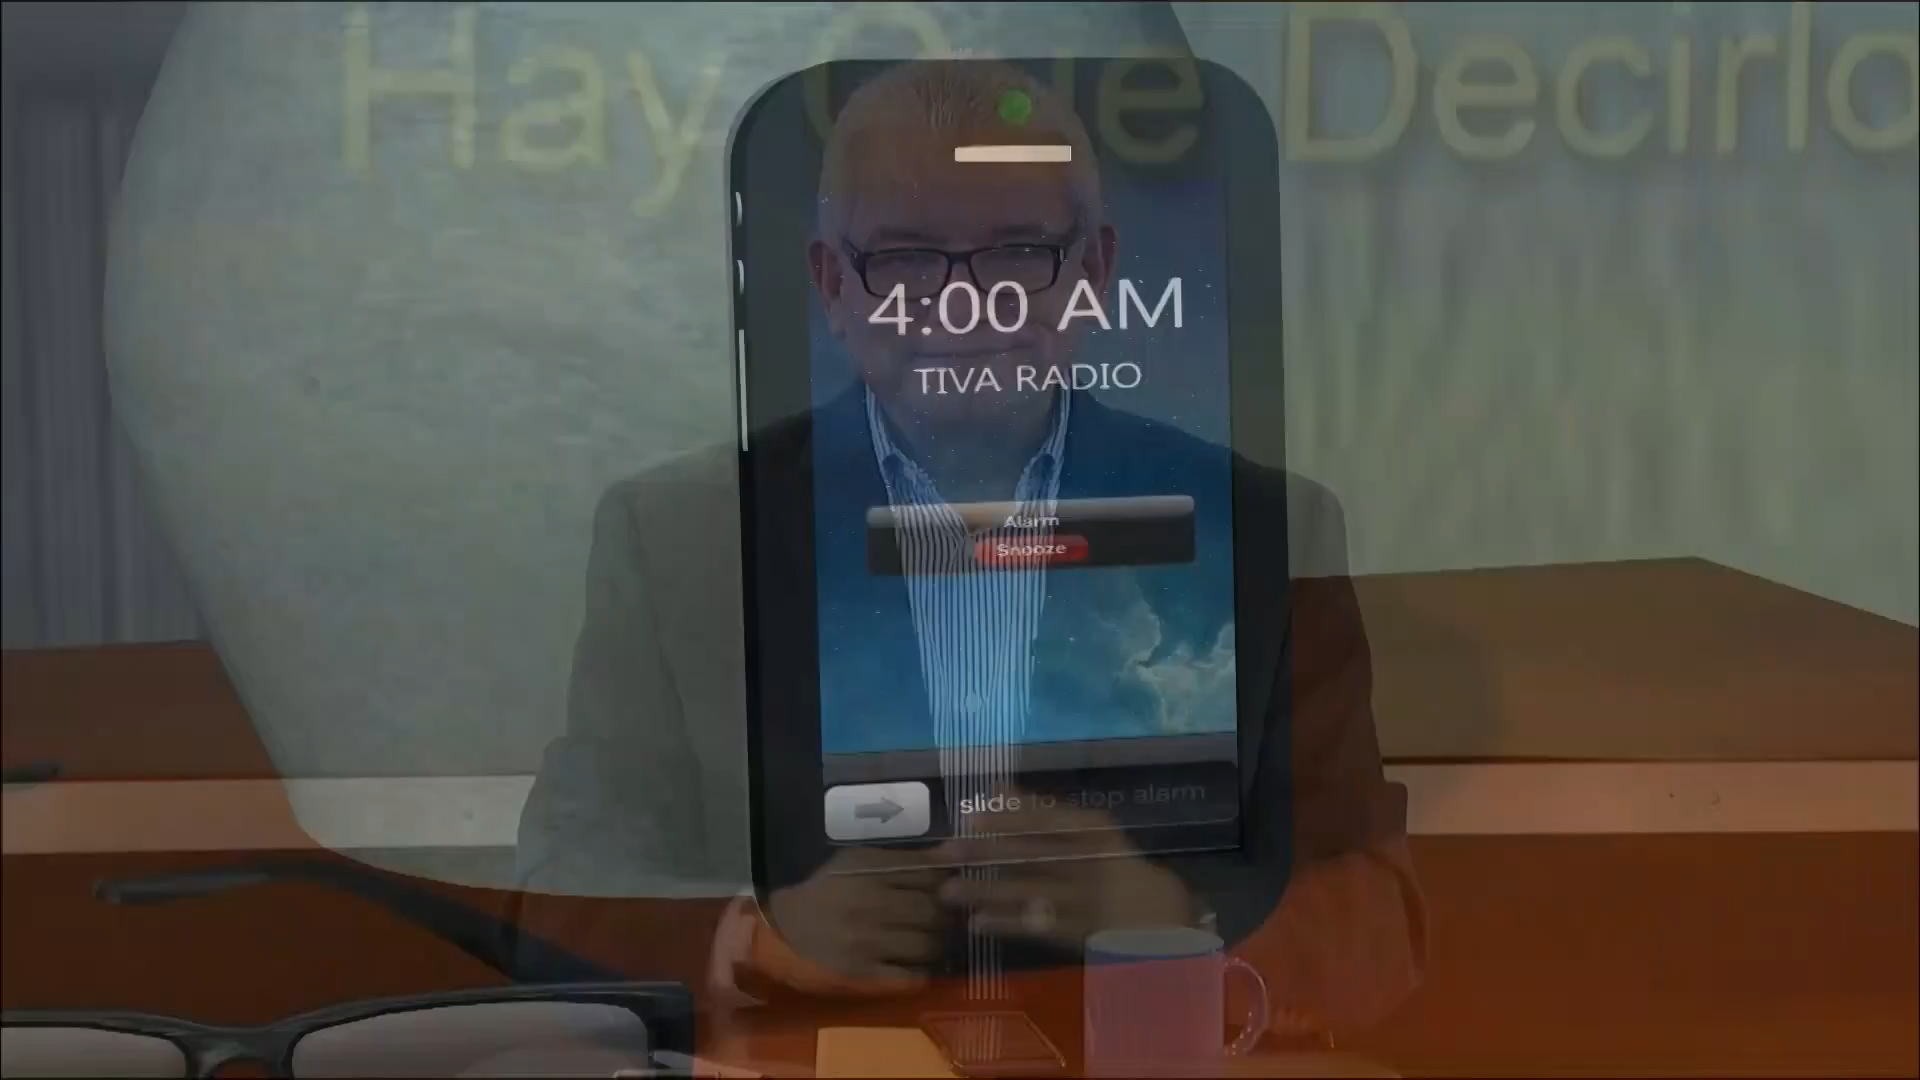 Hay Que Decirlo
4:00 AM
TIVA RADIO
Alarm
Snooze
slide to stop alarm